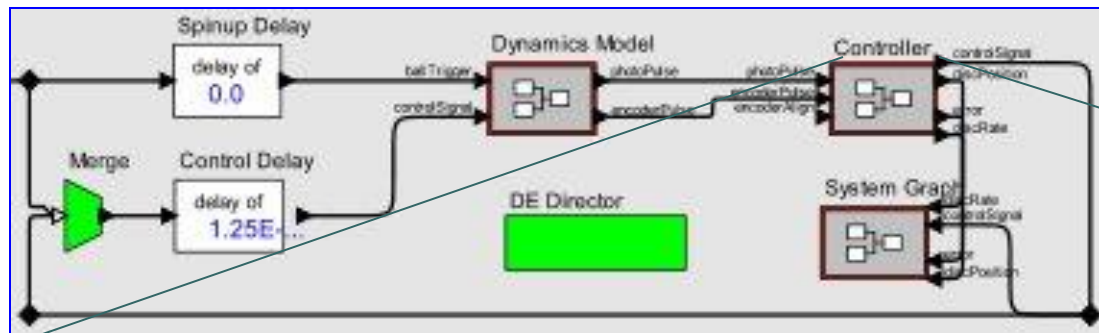 Spinup Delay
delay of
0.0
Dynamics Model
ballTrigger
controlSignal
photoPulse
encoderPulse
Controller
photoPulse
encoderPulse
encoderAlign
controlSignal
discPosition
error
discRate
Merge
Control Delay
delay of
1.25E-...
DE Director
System Graph
discRate
controlSignal
error
discPosition